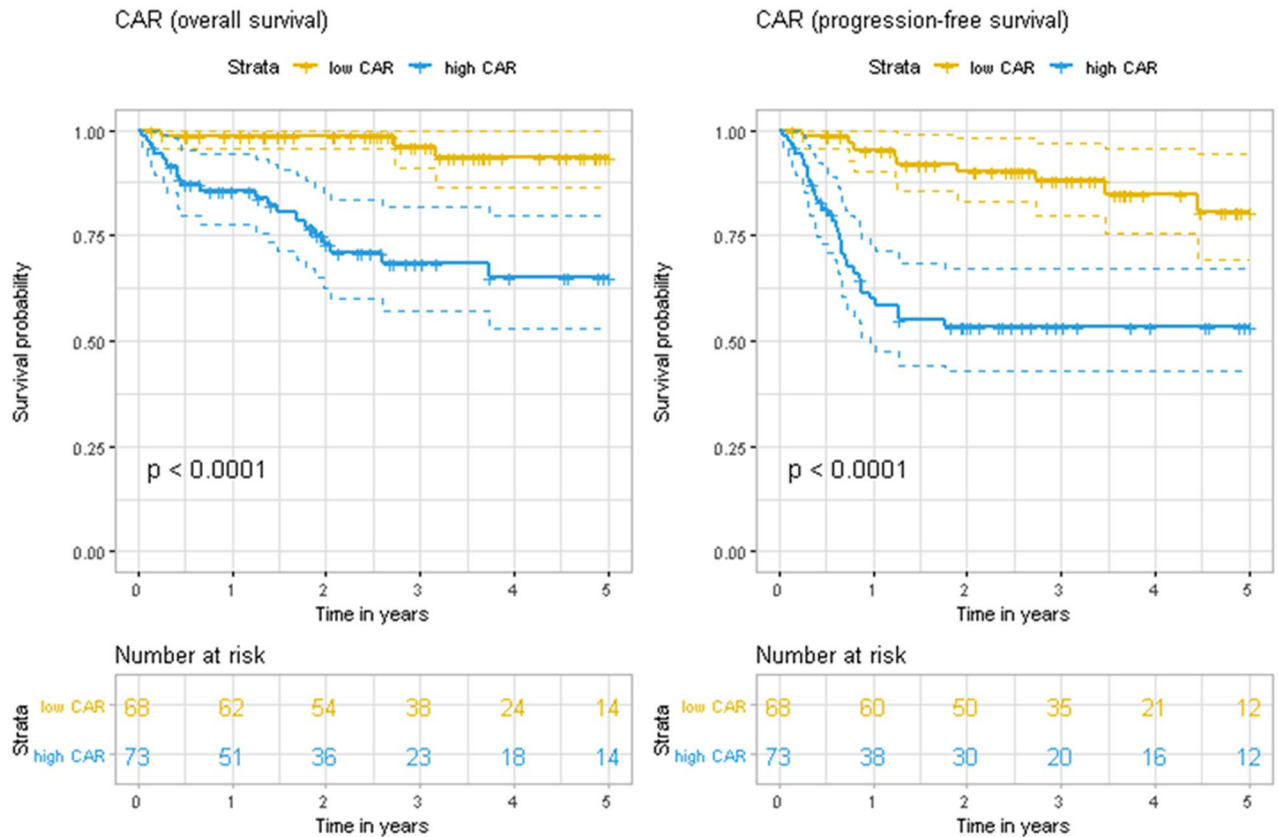 CAR (overall survival)
Strata low CAR high CAR
Survival probability
1.00
0.75
0.50
0.25
0.00
p < 0.0001
0 1 2 3 4 5
Time in years
Number at risk
Strata
low CAR 68 62 54 38 24 14
high CAR 73 51 36 23 18 14
0 1 2 3 4 5
Time in years
CAR (progression-free survival)
Strata low CAR high CAR
Survival probability
1.00
0.75
0.50
0.25
0.00
p < 0.0001
0 1 2 3 4 5
Time in years
Number at risk
Strata
low CAR 68 60 50 35 21 12
high CAR 73 38 30 20 16 12
0 1 2 3 4 5
Time in years